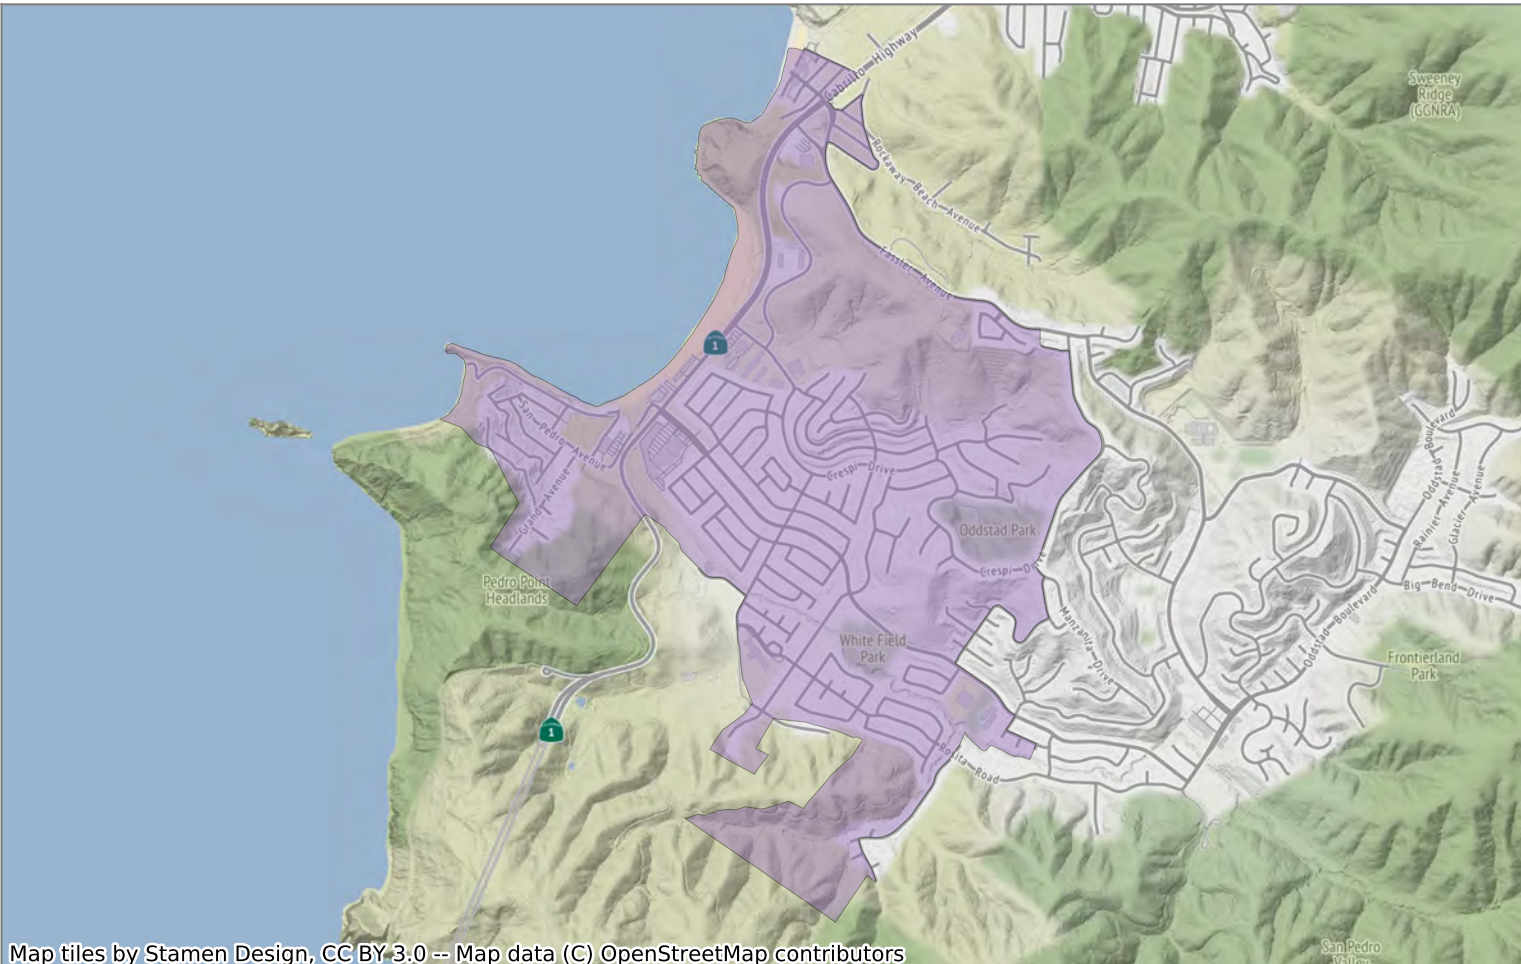 Cabrillo Highway
Sweeney
Ridge
(GGNRA)
Rockaway Beach Avenue
Fassler Avenue
1
San Pedro Avenue
Grand Avenue
Crespi Drive
Oddstad Park
Crespi Drive
Oddstad Boulevard
Rainier Avenue
Glacier Avenue
Big Bend Drive
Pedro Point
Headlands
Manzanita Drive
Oddstad Boulevard
White Field
Park
Frontierland
Park
1
Rosita Road
San Pedro
Valley
Map tiles by Stamen Design, CC BY 3.0 -- Map data (C) OpenStreetMap contributors